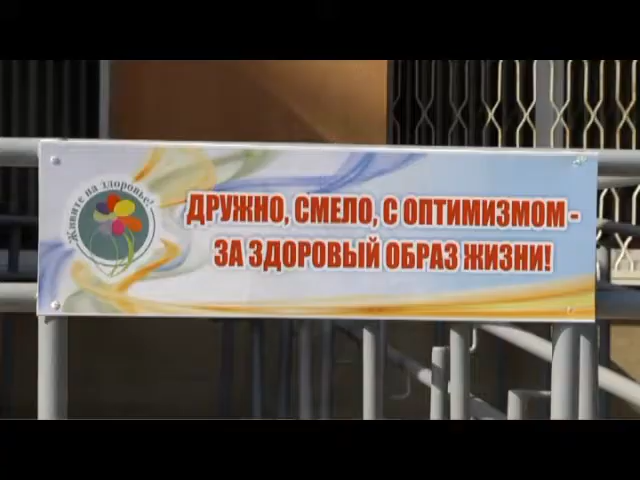 Живите на здоровье!
ДРУЖНО, СМЕЛО, С ОПТИМИЗМОМ -
ЗА ЗДОРОВЫЙ ОБРАЗ ЖИЗНИ!